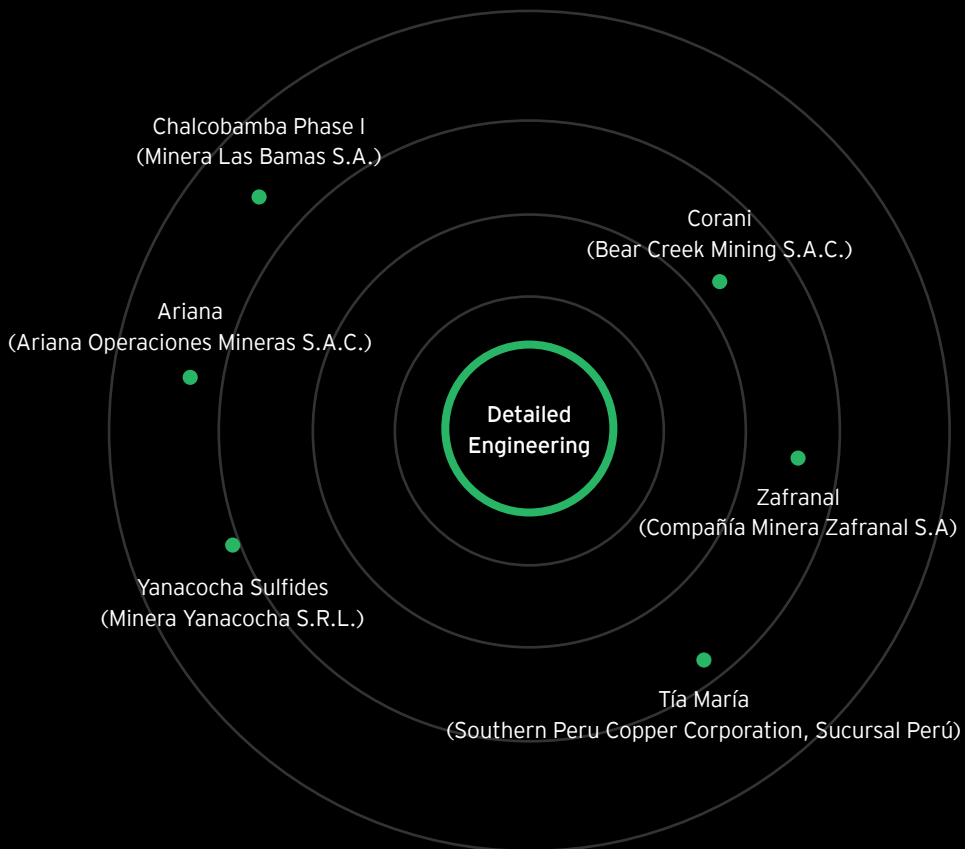 Chalcobamba Phase I
(Minera Las Bamas S.A.)
Corani
(Bear Creek Mining S.A.C.)
Ariana
(Ariana Operaciones Mineras S.A.C.)
Detailed
Engineering
Zafranal
(Compañía Minera Zafranal S.A)
Yanacocha Sulfides
(Minera Yanacocha S.R.L.)
Tía María
(Southern Peru Copper Corporation, Sucursal Perú)